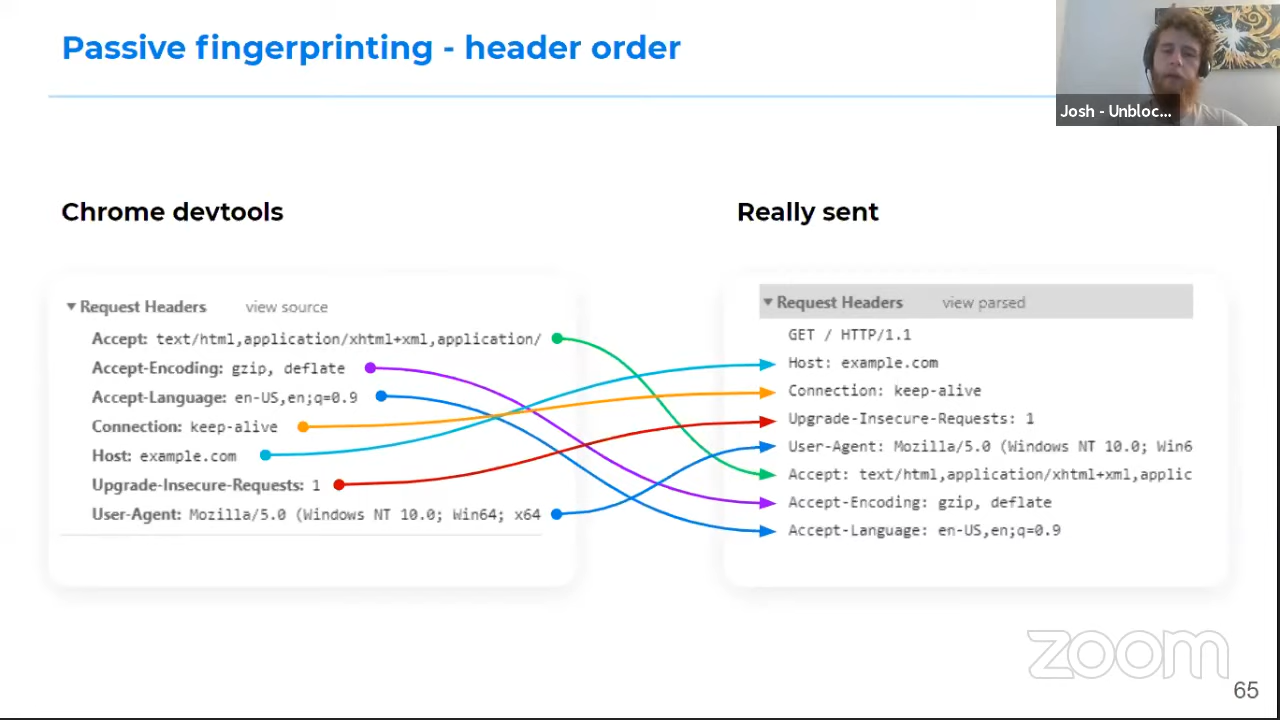 Passive fingerprinting - header order
Josh - Unbloc...
Chrome devtools
Request Headers view source
Accept: text/html,application/xhtml+xml,application/
Accept-Encoding: gzip, deflate
Accept-Language: en-US,en;q=0.9
Connection: keep-alive
Host: example.com
Upgrade-Insecure-Requests: 1
User-Agent: Mozilla/5.0 (Windows NT 10.0; Win64; x64
Really sent
Request Headers view parsed
GET / HTTP/1.1
Host: example.com
Connection: keep-alive
Upgrade-Insecure-Requests: 1
User-Agent: Mozilla/5.0 (Windows NT 10.0; Win6
Accept: text/html,application/xhtml+xml,applic
Accept-Encoding: gzip, deflate
Accept-Language: en-US,en;q=0.9
zoom
65